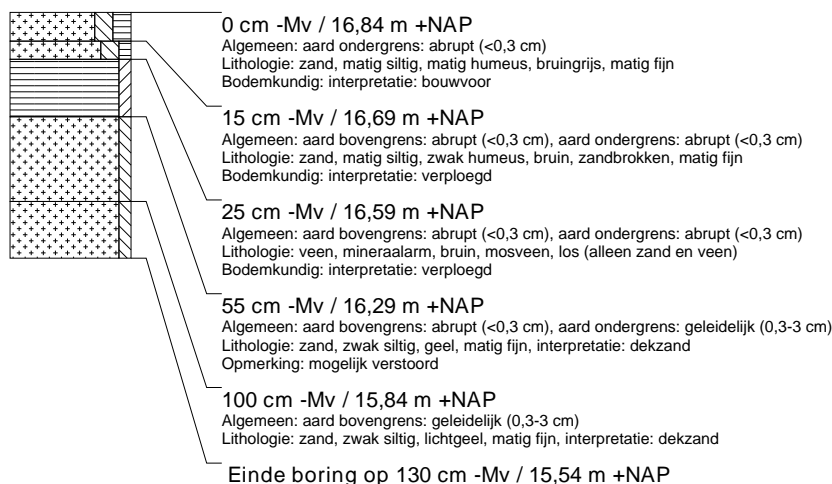 0 cm -Mv / 16,84 m +NAP
Algemeen: aard ondergrens: abrupt (<0,3 cm)
Lithologie: zand, matig siltig, matig humeus, bruingrijs, matig fijn
Bodemkundig: interpretatie: bouwvoor
15 cm -Mv / 16,69 m +NAP
Algemeen: aard bovengrens: abrupt (<0,3 cm), aard ondergrens: abrupt (<0,3 cm)
Lithologie: zand, matig siltig, zwak humeus, bruin, zandbrokken, matig fijn
Bodemkundig: interpretatie: verploegd
25 cm -Mv / 16,59 m +NAP
Algemeen: aard bovengrens: abrupt (<0,3 cm), aard ondergrens: abrupt (<0,3 cm)
Lithologie: veen, mineraalarm, bruin, mosveen, los (alleen zand en veen)
Bodemkundig: interpretatie: verploegd
55 cm -Mv / 16,29 m +NAP
Algemeen: aard bovengrens: abrupt (<0,3 cm), aard ondergrens: geleidelijk (0,3-3 cm)
Lithologie: zand, zwak siltig, geel, matig fijn, interpretatie: dekzand
Opmerking: mogelijk verstoord
100 cm -Mv / 15,84 m +NAP
Algemeen: aard bovengrens: geleidelijk (0,3-3 cm)
Lithologie: zand, zwak siltig, lichtgeel, matig fijn, interpretatie: dekzand
Einde boring op 130 cm -Mv / 15,54 m +NAP